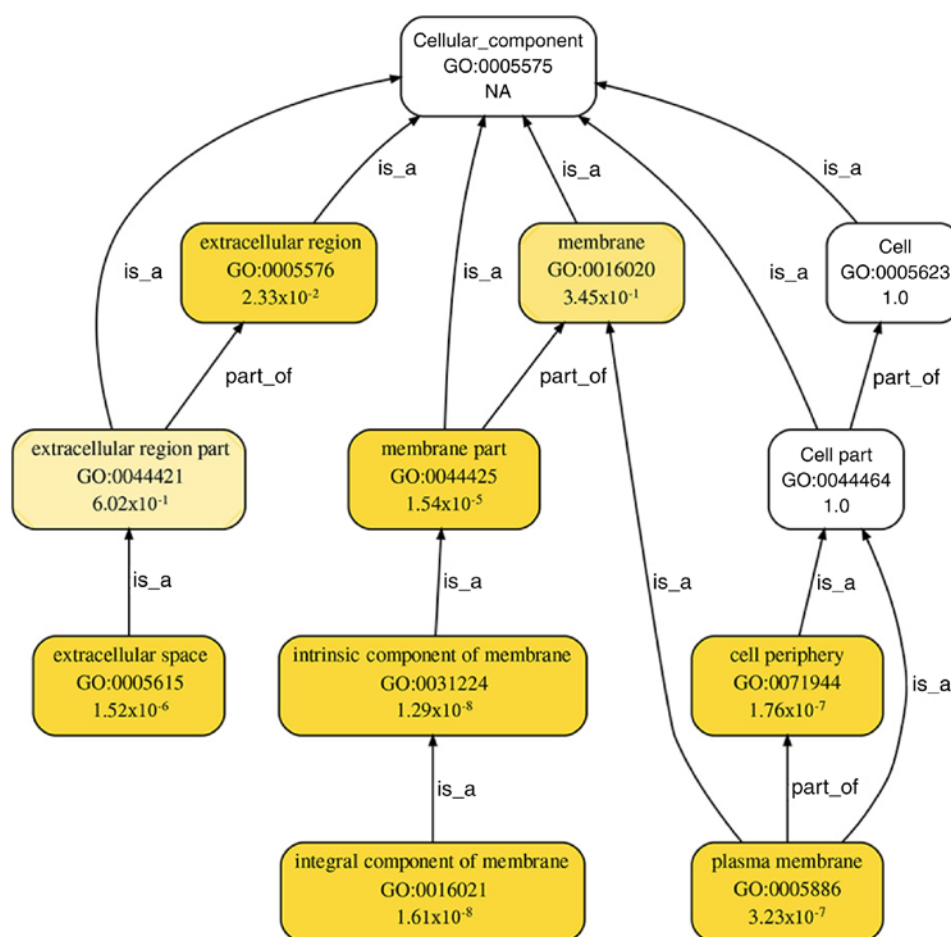 Cellular_component
GO:0005575
NA
is_a
is_a
is_a
is_a
is_a
is_a
extracellular region
GO:0005576
2.33x10⁻²
membrane
GO:0016020
3.45x10⁻¹
Cell
GO:0005623
1.0
part_of
part_of
part_of
extracellular region part
GO:0044421
6.02x10⁻¹
membrane part
GO:0044425
1.54x10⁻⁵
Cell part
GO:0044464
1.0
is_a
is_a
is_a
is_a
is_a
extracellular space
GO:0005615
1.52x10⁻⁶
intrinsic component of membrane
GO:0031224
1.29x10⁻⁸
cell periphery
GO:0071944
1.76x10⁻⁷
is_a
part_of
integral component of membrane
GO:0016021
1.61x10⁻⁸
plasma membrane
GO:0005886
3.23x10⁻⁷